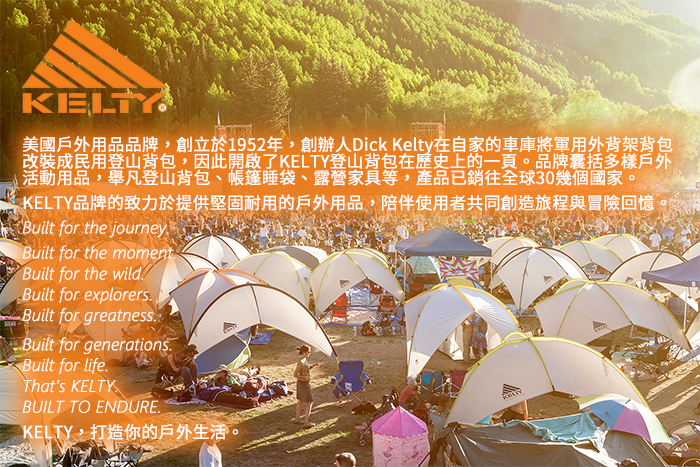 KELTY®
美國戶外用品品牌，創立於1952年，創辦人Dick Kelty在自家的車庫將軍用外背架背包
改裝成民用登山背包，因此開啟了KELTY登山背包在歷史上的一頁。品牌囊括多樣戶外
活動用品，舉凡登山背包、帳篷睡袋、露營家具等，產品已銷往全球30幾個國家。
KELTY品牌的致力於提供堅固耐用的戶外用品，陪伴使用者共同創造旅程與冒險回憶。
Built for the journey.
Built for the moment.
Built for the wild.
Built for explorers.
Built for greatness.
Built for generations.
Built for life.
That's KELTY.
BUILT TO ENDURE.
KELTY，打造你的戶外生活。
KELTY
KELTY